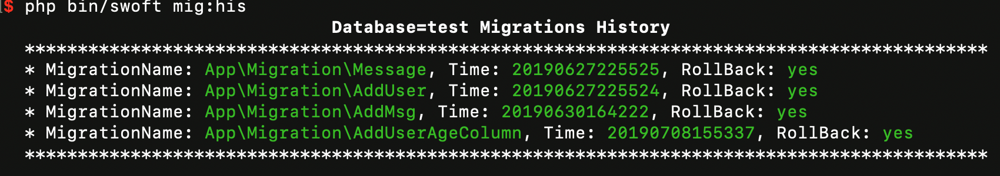 $ php bin/swoft mig:his
Database=test Migrations History
*******************************************************************************************
* MigrationName: App\Migration\Message, Time: 20190627225525, RollBack: yes
* MigrationName: App\Migration\AddUser, Time: 20190627225524, RollBack: yes
* MigrationName: App\Migration\AddMsg, Time: 20190630164222, RollBack: yes
* MigrationName: App\Migration\AddUserAgeColumn, Time: 20190708155337, RollBack: yes
*******************************************************************************************